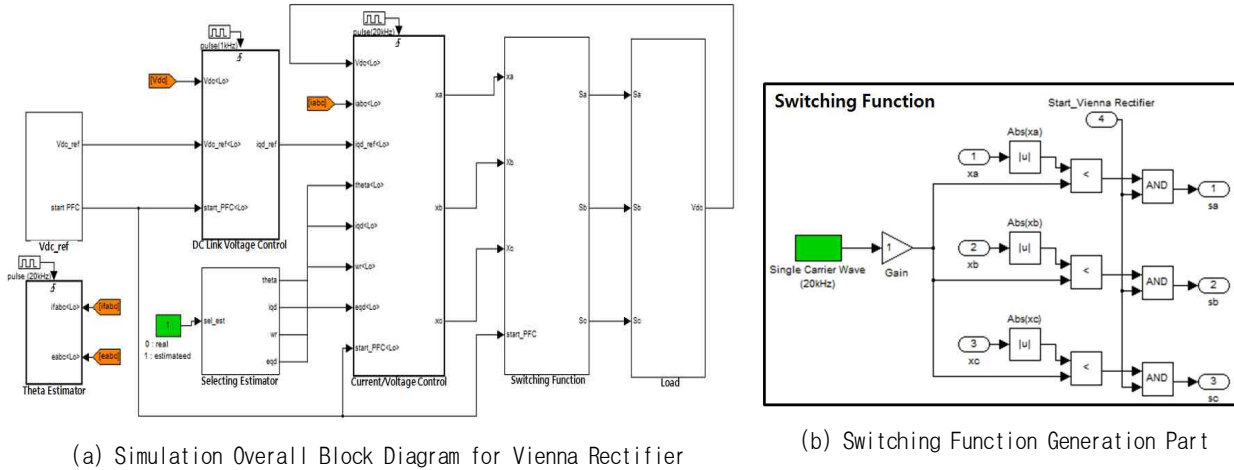 pulse(1kHz)
[Vdc]
Vdc<Lo>
Vdc_ref<Lo>
iqd_ref
start_PFC<Lo>
DC Link Voltage Control
Vdc_ref
start PFC
Vdc_ref
pulse (20kHz)
ifabc<Lo>
[ifabc]
eabc<Lo>
[eabc]
Theta Estimator
1
0 : real
1 : estimateed
sel_est
theta
iqd
wr
eqd
Selecting Estimator
pulse(20kHz)
Vdc<Lo>
[iabc]
iabc<Lo>
iqd_ref<Lo>
theta<Lo>
iqd<Lo>
wr<Lo>
eqd<Lo>
start_PFC<Lo>
xa
xb
xc
Current/Voltage Control
xa
Xb
Xc
start_PFC
Sa
Sb
Sc
Switching Function
Sa
Sb
Sc
Vdc
Load
(a) Simulation Overall Block Diagram for Vienna Rectifier
Switching Function
Start_Vienna Rectifier
4
Abs(xa)
1
xa
|u|
<
AND
1
sa
Abs(xb)
2
xb
|u|
<
AND
2
sb
Single Carrier Wave
(20kHz)
1
Gain
Abs(xc)
3
xc
|u|
<
AND
3
sc
(b) Switching Function Generation Part